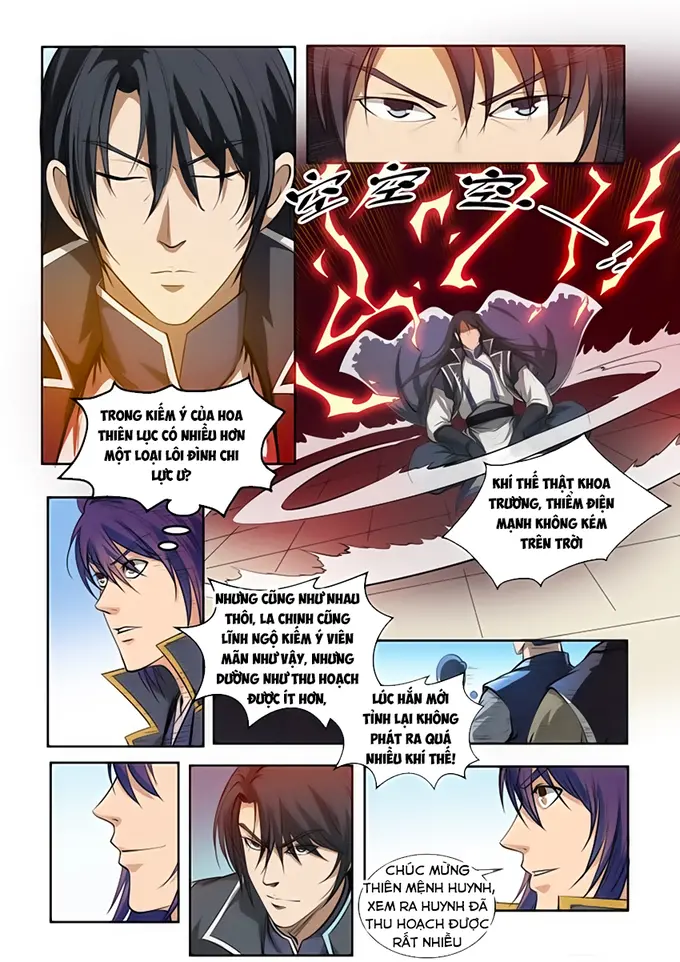 空空空
TRONG KIẾM Ý CỦA HOA
THIÊN LỤC CÓ NHIỀU HƠN
MỘT LOẠI LÔI ĐÌNH CHI
LỰC Ư?
KHÍ THẾ THẬT KHOA
TRƯƠNG, THIỂM ĐIỆN
MẠNH KHÔNG KÉM
TRÊN TRỜI
NHƯNG CŨNG NHƯ NHAU
THÔI, LA CHINH CŨNG
LĨNH NGỘ KIẾM Ý VIÊN
MÃN NHƯ VẬY, NHƯNG
DƯỜNG NHƯ THU HOẠCH
ĐƯỢC ÍT HƠN,
LÚC HẮN MỚI
TỈNH LẠI KHÔNG
PHÁT RA QUÁ
NHIỀU KHÍ THẾ!
CHÚC MỪNG
THIÊN MỆNH HUYNH,
XEM RA HUYNH ĐÃ
THU HOẠCH ĐƯỢC
RẤT NHIỀU